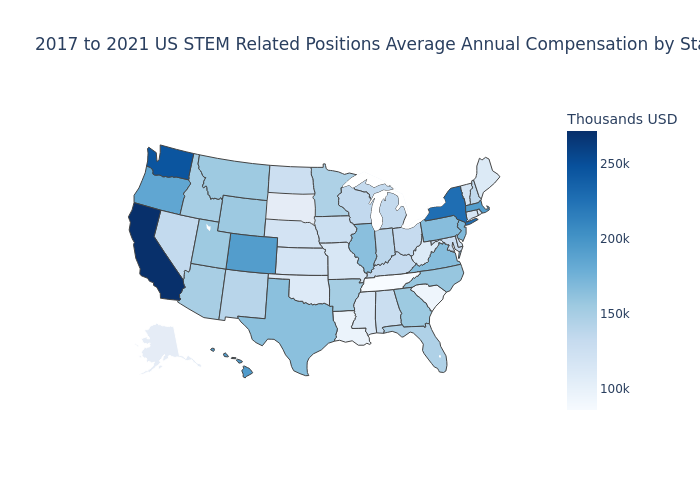 2017 to 2021 US STEM Related Positions Average Annual Compensation by Sta
Thousands USD
250k
200k
150k
100k